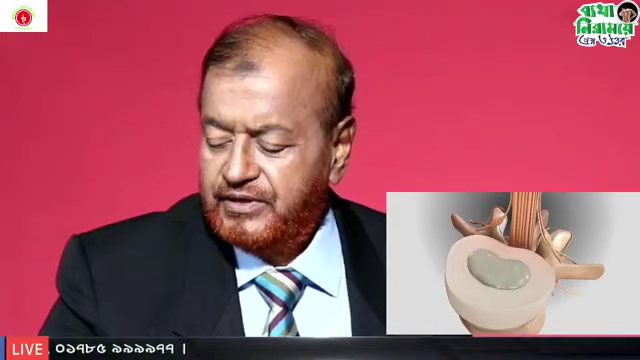 ব্যথা
নিরাময়ে
প্রশ্ন ও উত্তর
LIVE . ০১৭৮৫ ৯৯৯৯৭৭ ।